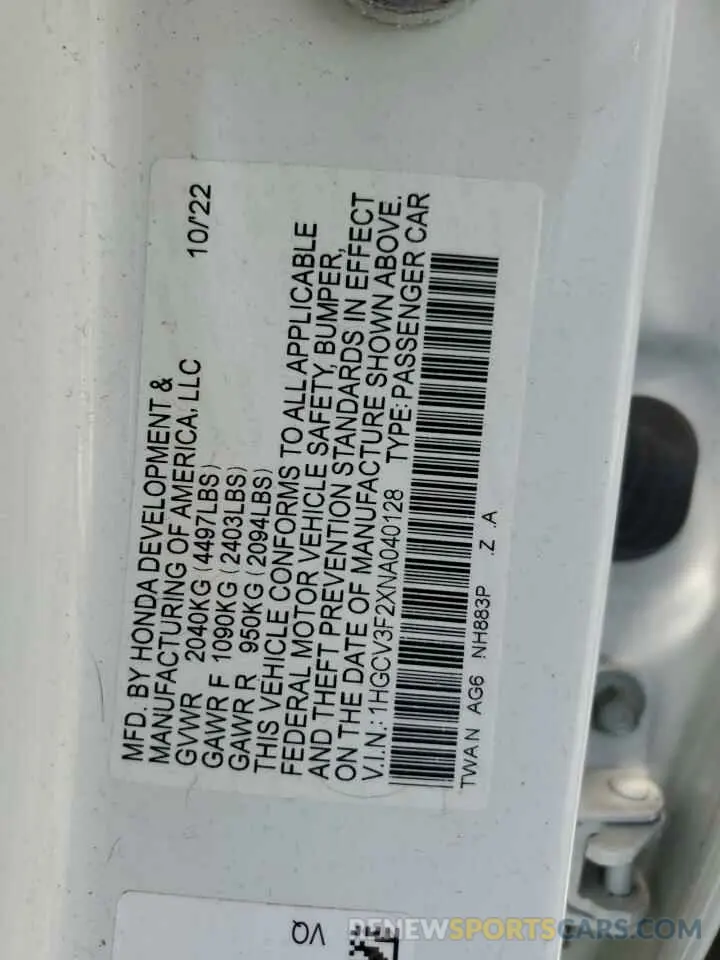 MFD. BY HONDA DEVELOPMENT &
MANUFACTURING OF AMERICA, LLC 10/'22
GVWR 2040KG (4497LBS)
GAWR F 1090KG (2403LBS)
GAWR R 950KG (2094LBS)
THIS VEHICLE CONFORMS TO ALL APPLICABLE
FEDERAL MOTOR VEHICLE SAFETY, BUMPER,
AND THEFT PREVENTION STANDARDS IN EFFECT
ON THE DATE OF MANUFACTURE SHOWN ABOVE.
V.I.N.: 1HGCV3F2XNA040128 TYPE: PASSENGER CAR
TWAN AG6 NH883P .Z .A
VQ
RENEWSPORTSCARS.COM